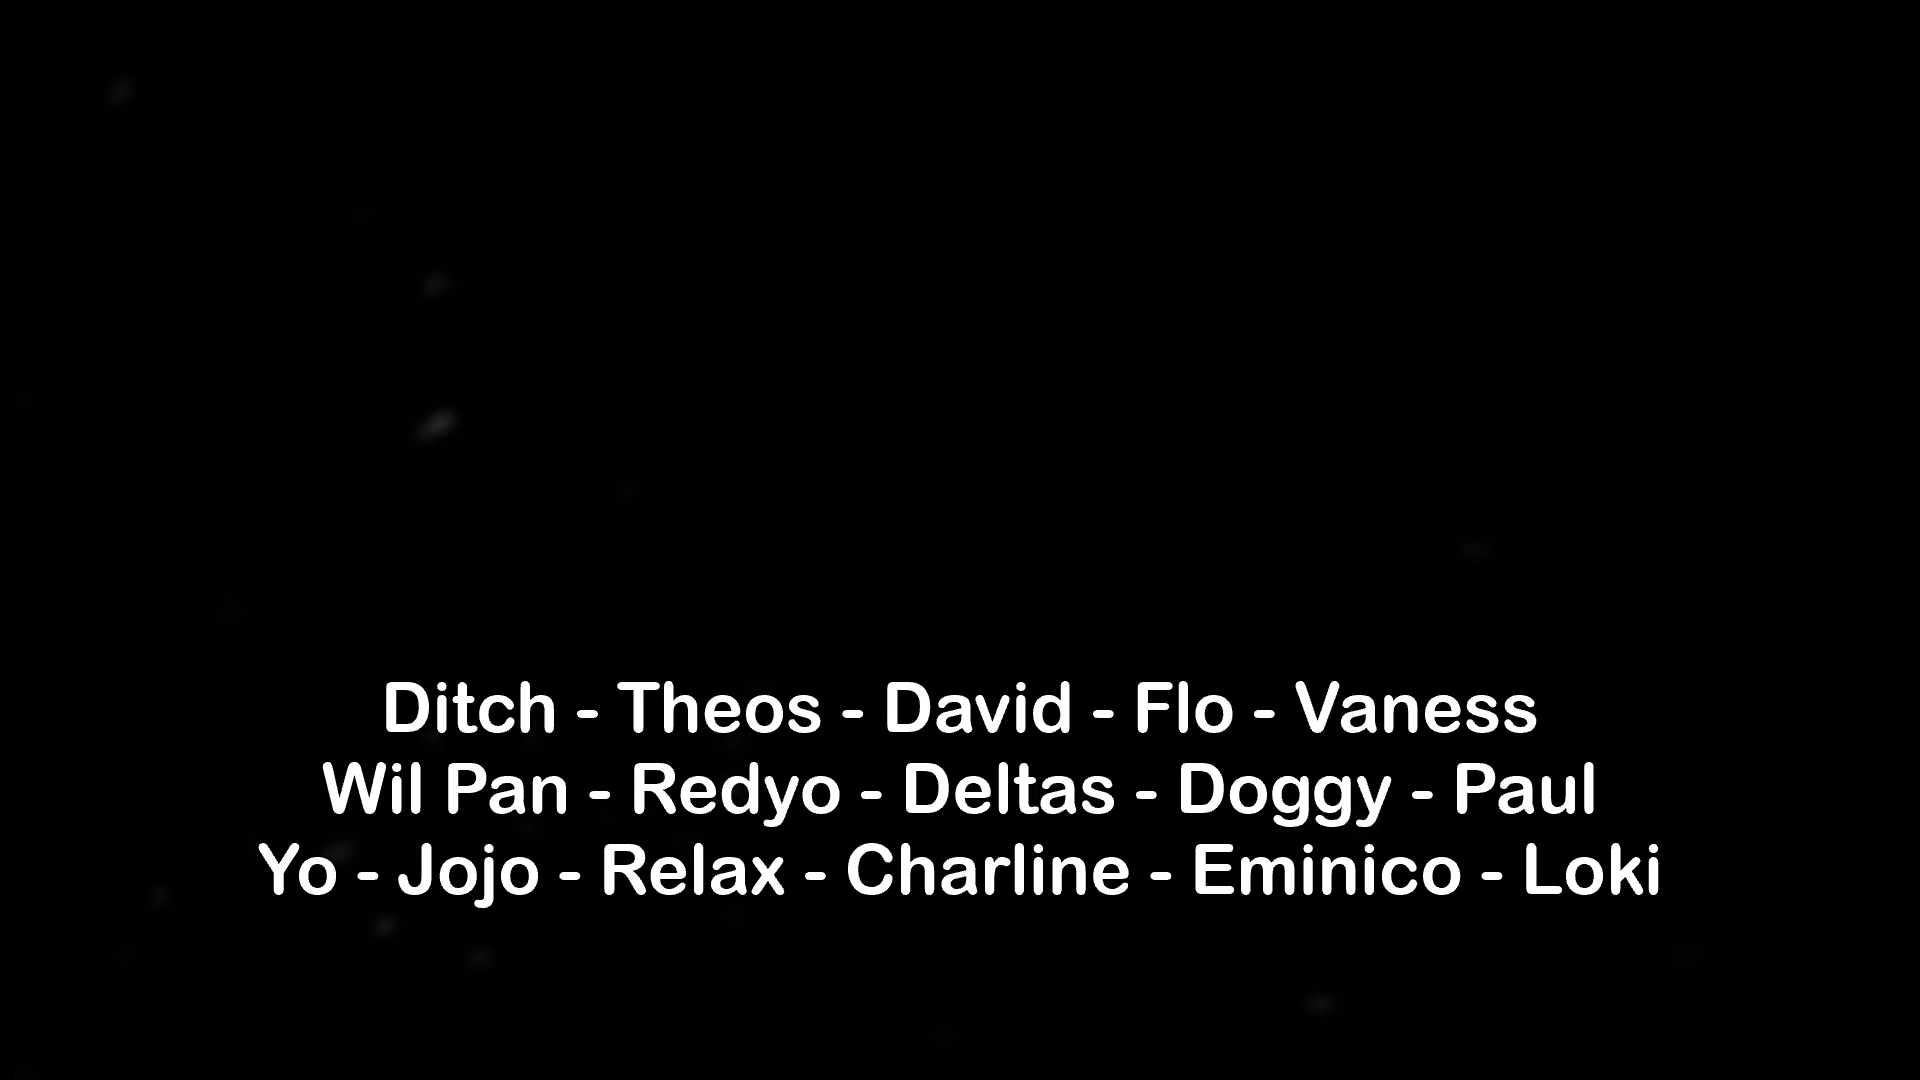 Ditch - Theos - David - Flo - Vaness
Wil Pan - Redyo - Deltas - Doggy - Paul
Yo - Jojo - Relax - Charline - Eminico - Loki